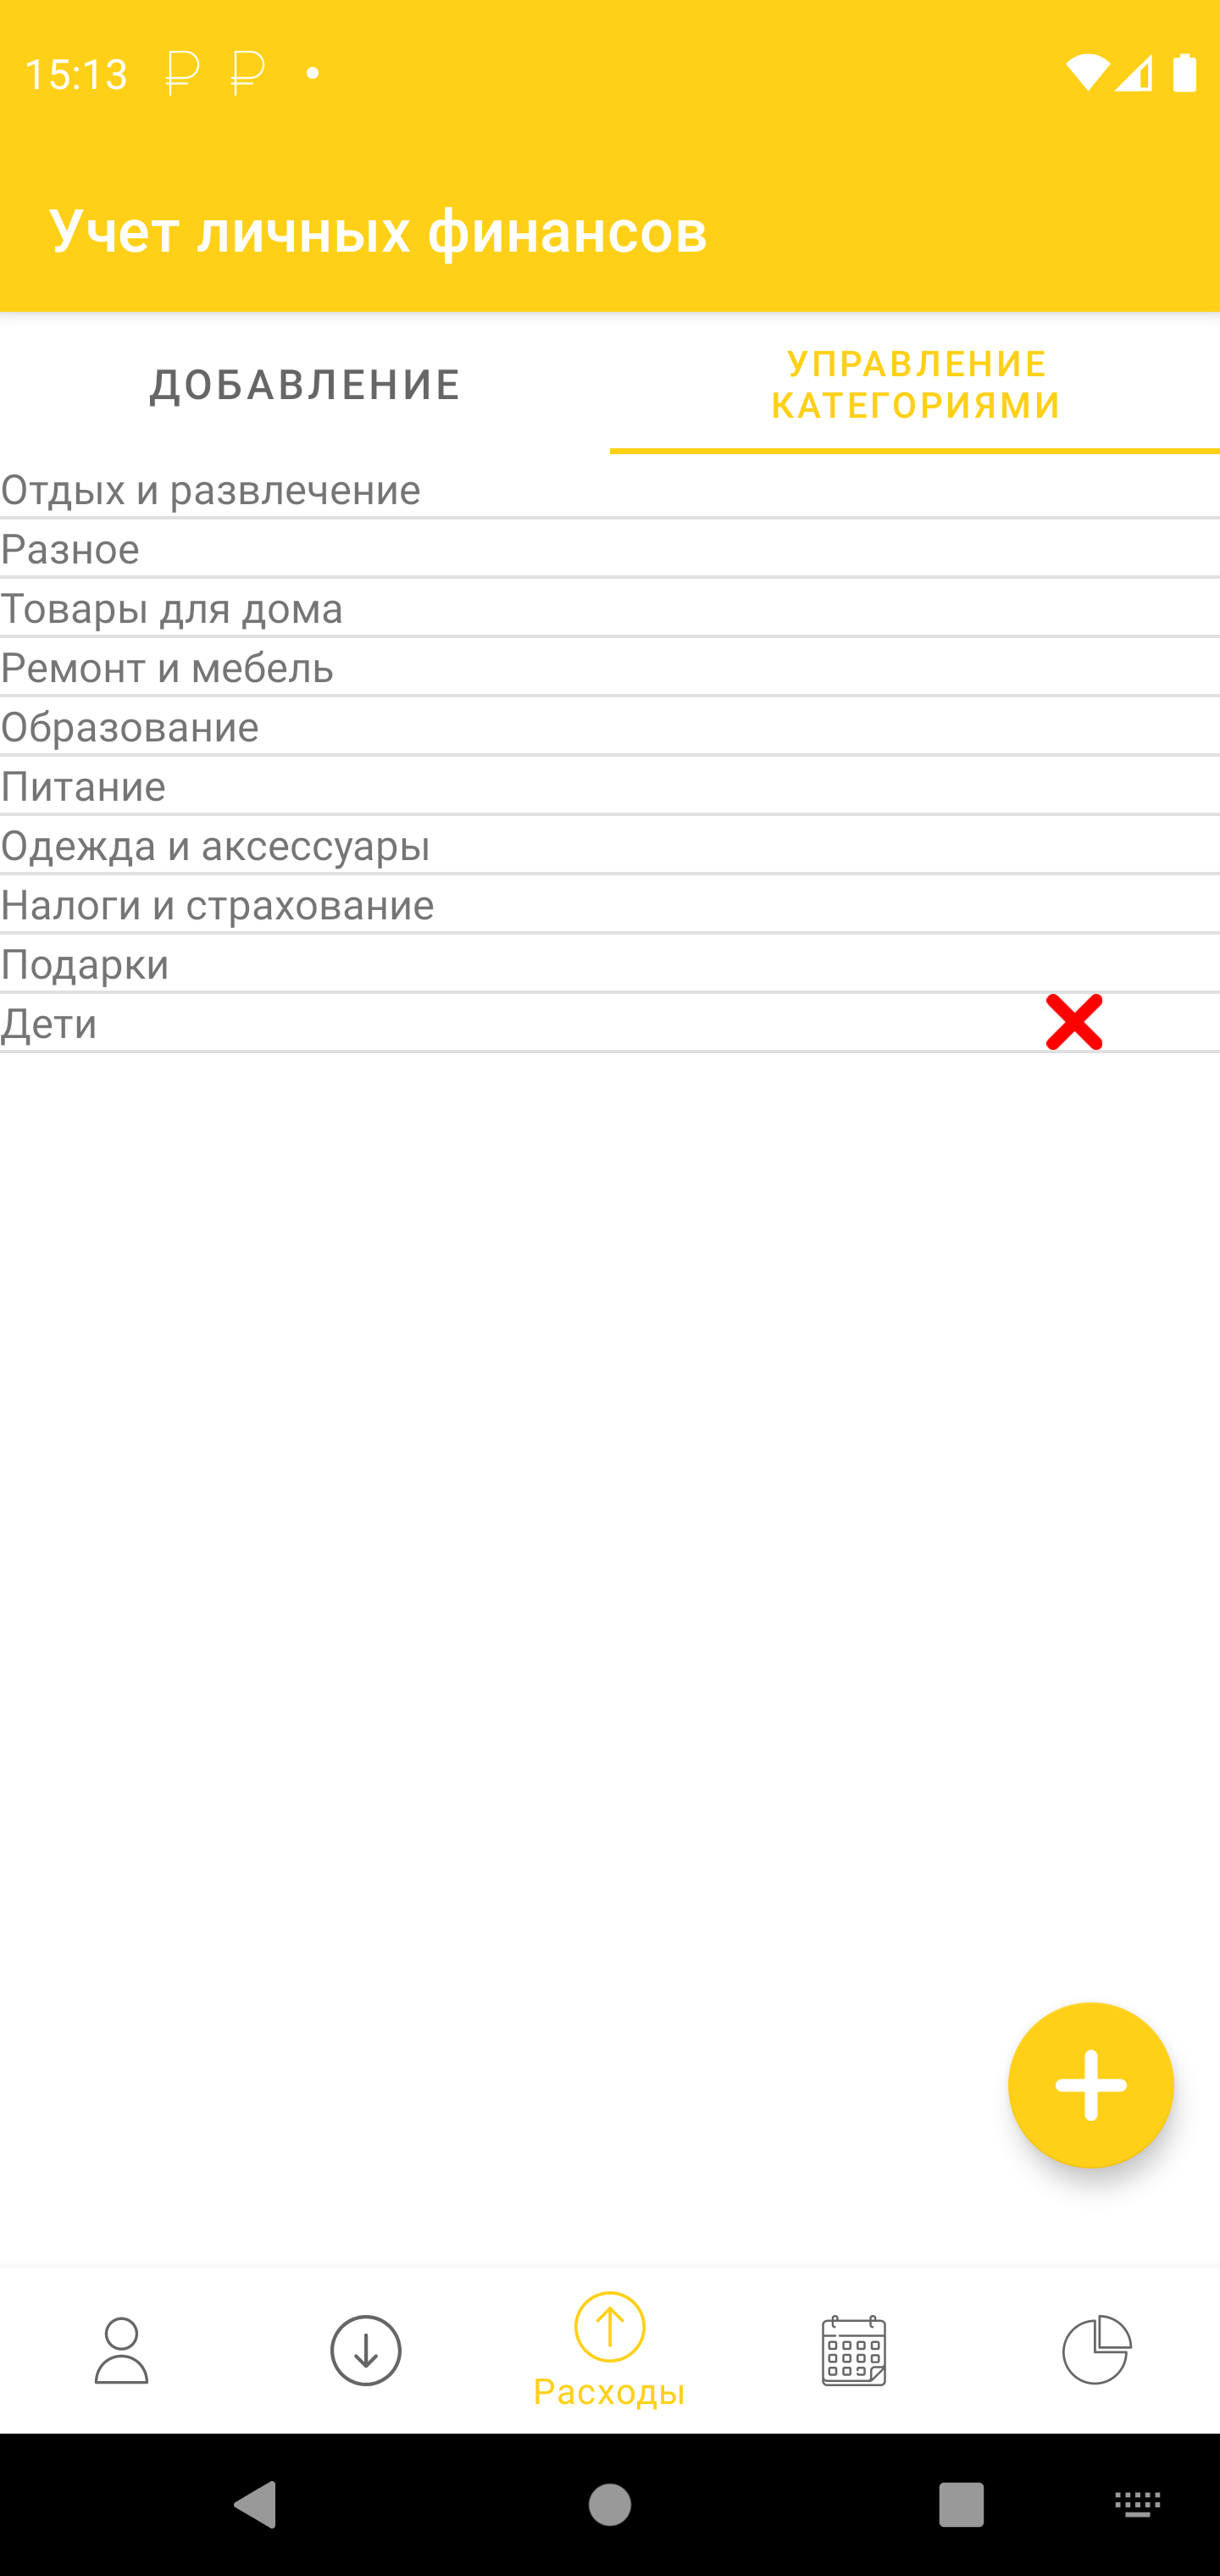 15:13 ₽ ₽
Учет личных финансов
ДОБАВЛЕНИЕ
УПРАВЛЕНИЕ
КАТЕГОРИЯМИ
Отдых и развлечение
Разное
Товары для дома
Ремонт и мебель
Образование
Питание
Одежда и аксессуары
Налоги и страхование
Подарки
Дети
Расходы